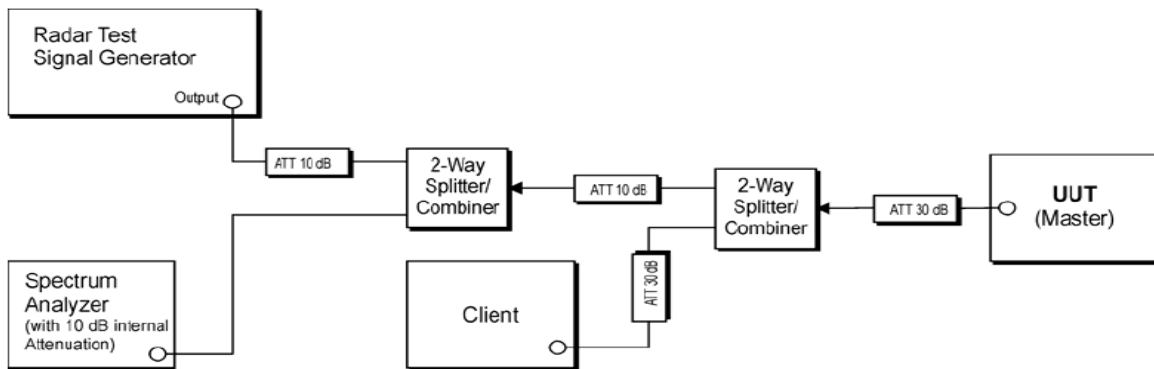 Radar Test
Signal Generator
Output
ATT 10 dB
2-Way
Splitter/
Combiner
ATT 10 dB
2-Way
Splitter/
Combiner
ATT 30 dB
UUT
(Master)
Spectrum
Analyzer
(with 10 dB internal
Attenuation)
Client
ATT 30 dB